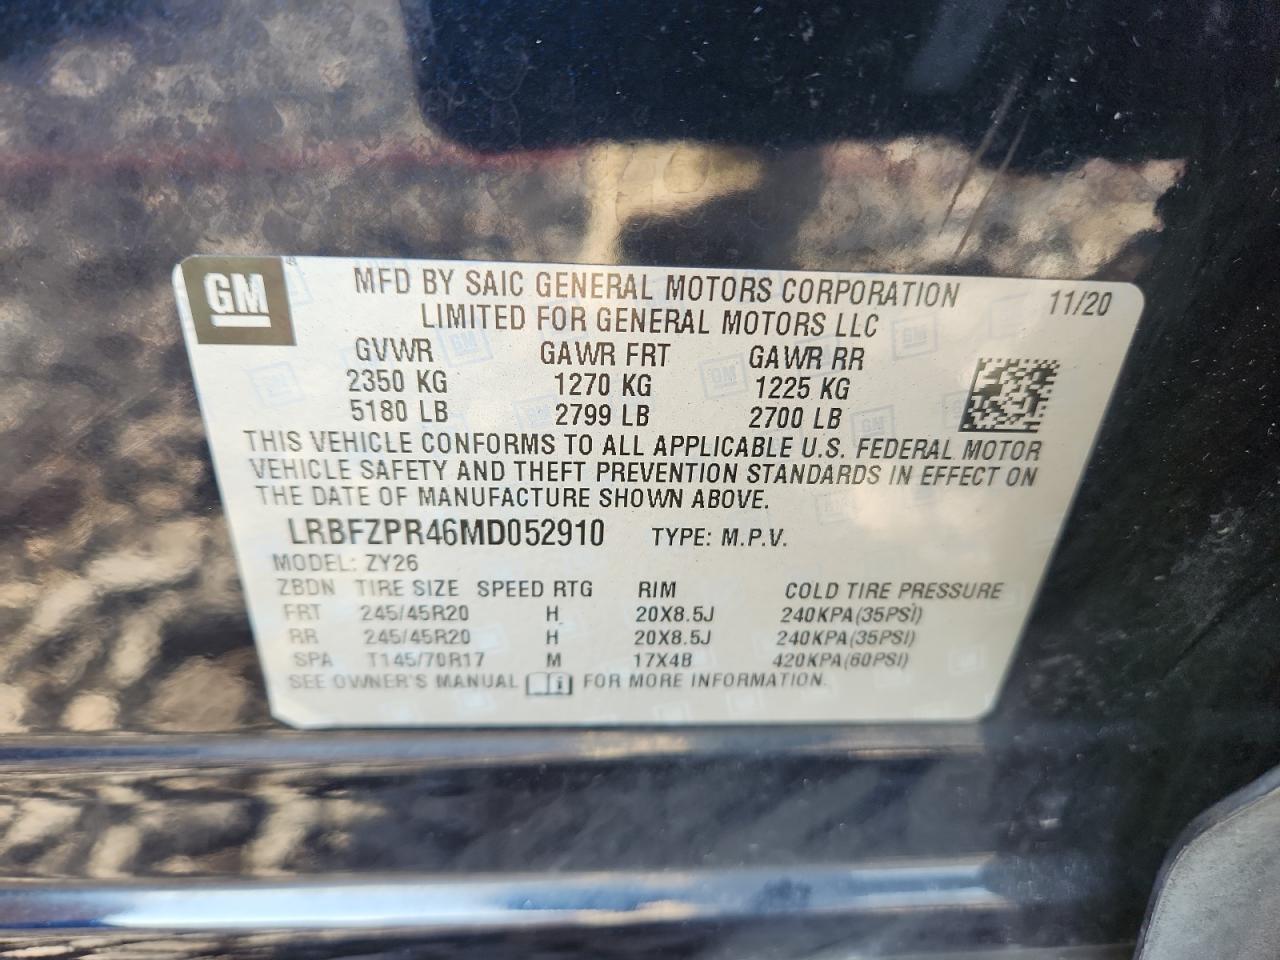 GM
MFD BY SAIC GENERAL MOTORS CORPORATION 11/20
LIMITED FOR GENERAL MOTORS LLC
GVWR GAWR FRT GAWR RR
2350 KG 1270 KG 1225 KG
5180 LB 2799 LB 2700 LB
THIS VEHICLE CONFORMS TO ALL APPLICABLE U.S. FEDERAL MOTOR
VEHICLE SAFETY AND THEFT PREVENTION STANDARDS IN EFFECT ON
THE DATE OF MANUFACTURE SHOWN ABOVE.
LRBFZPR46MD052910 TYPE: M.P.V.
MODEL: ZY26
ZBDN TIRE SIZE SPEED RTG RIM COLD TIRE PRESSURE
FRT 245/45R20 H 20X8.5J 240KPA(35PSI)
RR 245/45R20 H 20X8.5J 240KPA(35PSI)
SPA T145/70R17 M 17X4B 420KPA(60PSI)
SEE OWNER'S MANUAL i FOR MORE INFORMATION.